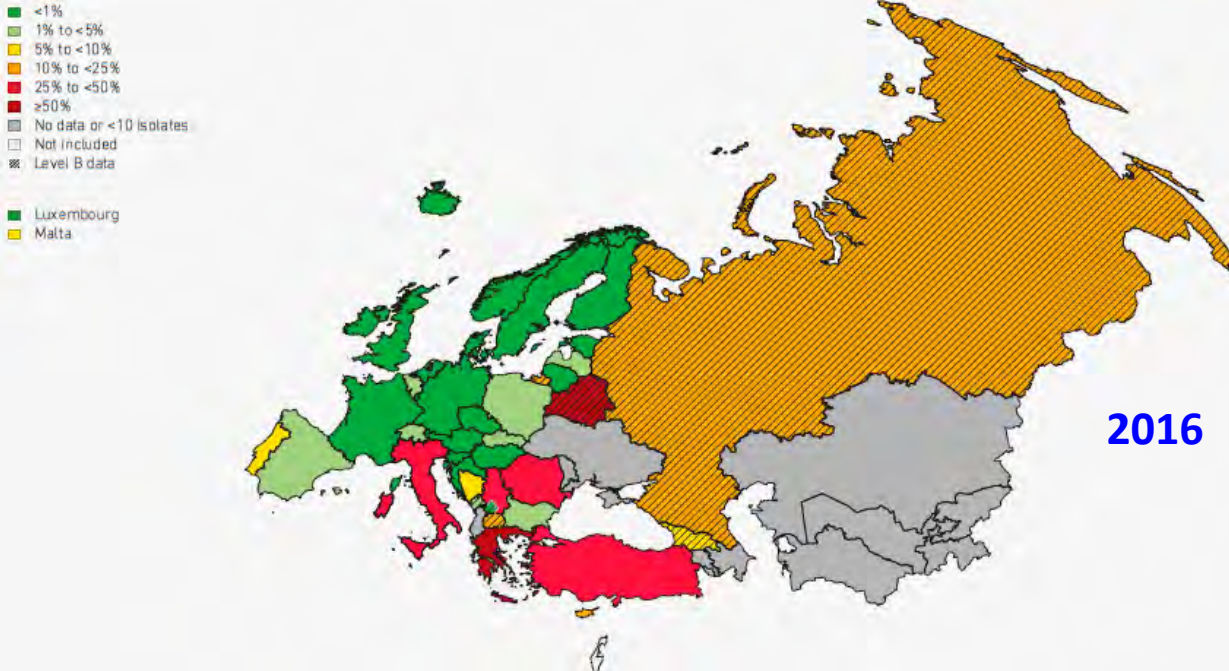 <1%
1% to <5%
5% to <10%
10% to <25%
25% to <50%
≥50%
No data or <10 isolates
Not included
Level B data
Luxembourg
Malta
2016